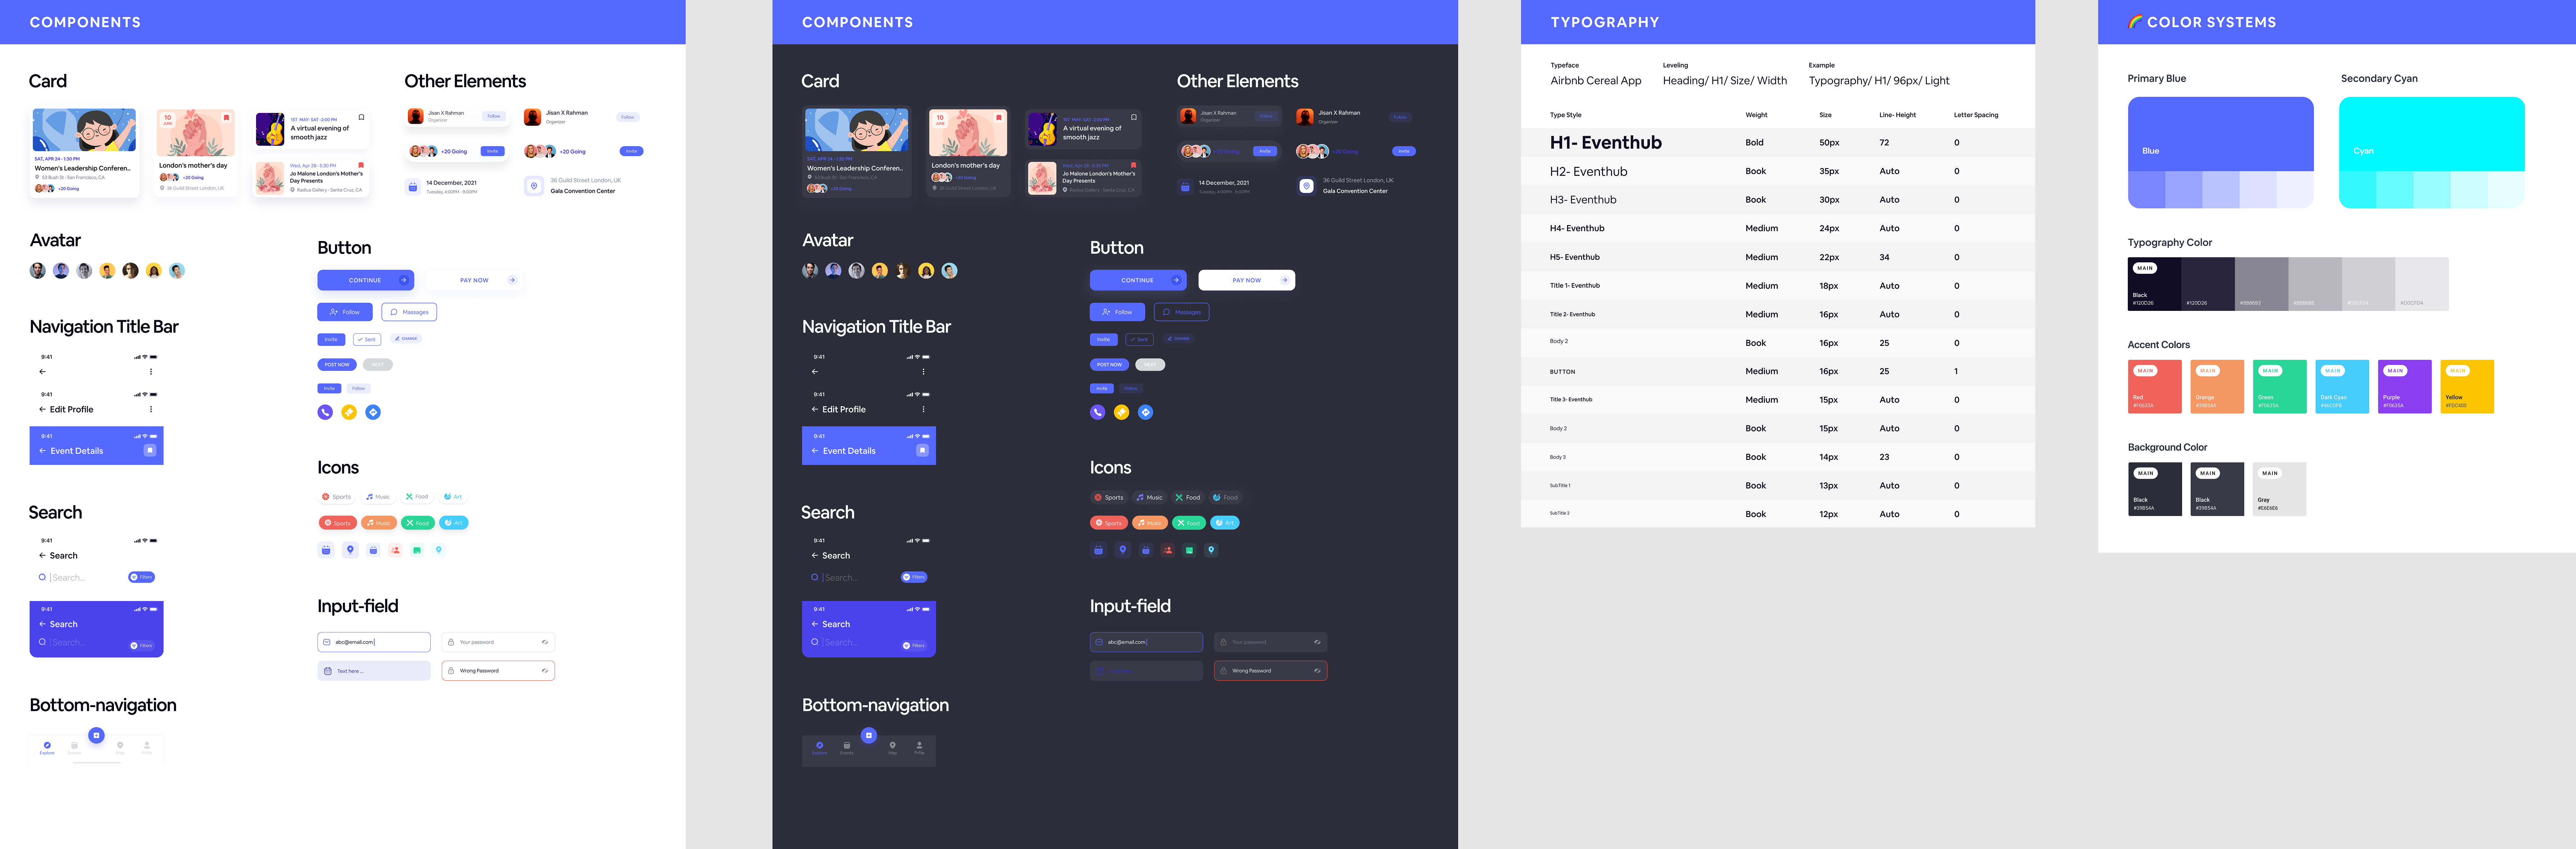 COMPONENTS
Card
SAT, APR 24 • 1:30 PM
Women's Leadership Conferen..
53 Bush St • San Francisco, CA
+20 Going
10
JUNE
London's mother's day
+20 Going
36 Guild Street London, UK
1ST MAY- SAT -2:00 PM
A virtual evening of
smooth jazz
Wed, Apr 28 • 5:30 PM
Jo Malone London's Mother's
Day Presents
Radius Gallery • Santa Cruz, CA
Other Elements
Jisan X Rahman
Organizer
Follow
Jisan X Rahman
Organizer
Follow
+20 Going
Invite
+20 Going
Invite
14 December, 2021
Tuesday, 4:00PM - 9:00PM
36 Guild Street London, UK
Gala Convention Center
Avatar
Navigation Title Bar
9:41
9:41
Edit Profile
9:41
Event Details
Search
9:41
Search
Search...
Filters
9:41
Search
Search...
Filters
Bottom-navigation
Explore
Map
Button
CONTINUE
PAY NOW
Follow
Massages
Invite
Sent
CHANGE
POST NOW
NEXT
Invite
Follow
Icons
Sports
Music
Food
Art
Sports
Music
Food
Art
Input-field
abc@email.com
Your password
Text here ...
Wrong Password
COMPONENTS
Card
SAT, APR 24 • 1:30 PM
Women's Leadership Conferen..
53 Bush St • San Francisco, CA
+20 Going
10
JUNE
London's mother's day
+20 Going
36 Guild Street London, UK
1ST MAY- SAT -2:00 PM
A virtual evening of
smooth jazz
Wed, Apr 28 • 5:30 PM
Jo Malone London's Mother's
Day Presents
Radius Gallery • Santa Cruz, CA
Other Elements
Jisan X Rahman
Organizer
Follow
Jisan X Rahman
Organizer
Follow
+20 Going
Invite
+20 Going
Invite
14 December, 2021
Tuesday, 4:00PM - 9:00PM
36 Guild Street London, UK
Gala Convention Center
Avatar
Navigation Title Bar
9:41
9:41
Edit Profile
9:41
Event Details
Search
9:41
Search
Search...
Filters
9:41
Search
Search...
Filters
Bottom-navigation
Explore
Events
Map
Button
CONTINUE
PAY NOW
Follow
Massages
Invite
Sent
CHANGE
POST NOW
NEXT
Invite
Follow
Icons
Sports
Music
Food
Food
Sports
Music
Food
Art
Input-field
abc@email.com
Your password
Wrong Password
TYPOGRAPHY
Typeface
Leveling
Example
Airbnb Cereal App
Heading/ H1/ Size/ Width
Typography/ H1/ 96px/ Light
Type Style Weight Size Line- Height Letter Spacing
H1- Eventhub Bold 50px 72 0
H2- Eventhub Book 35px Auto 0
H3- Eventhub Book 30px Auto 0
H4- Eventhub Medium 24px Auto 0
H5- Eventhub Medium 22px 34 0
Title 1- Eventhub Medium 18px Auto 0
Title 2- Eventhub Medium 16px Auto 0
Body 2 Book 16px 25 0
BUTTON Medium 16px 25 1
Title 3- Eventhub Medium 15px Auto 0
Body 2 Book 15px Auto 0
Body 3 Book 14px 23 0
SubTitle 1 Book 13px Auto 0
SubTitle 2 Book 12px Auto 0
COLOR SYSTEMS
Primary Blue
Secondary Cyan
Blue
Cyan
Typography Color
MAIN
Black
#120D26
#120D26
Accent Colors
MAIN
MAIN
MAIN
MAIN
MAIN
MAIN
Red
Orange
Green
Dark Cyan
Purple
Yellow
#F0635A
#39B54A
#F0635A
#46CDFB
#F0635A
Background Color
MAIN
MAIN
MAIN
Black
Black
Gray
#39B54A
#39B54A
#E6E6E6